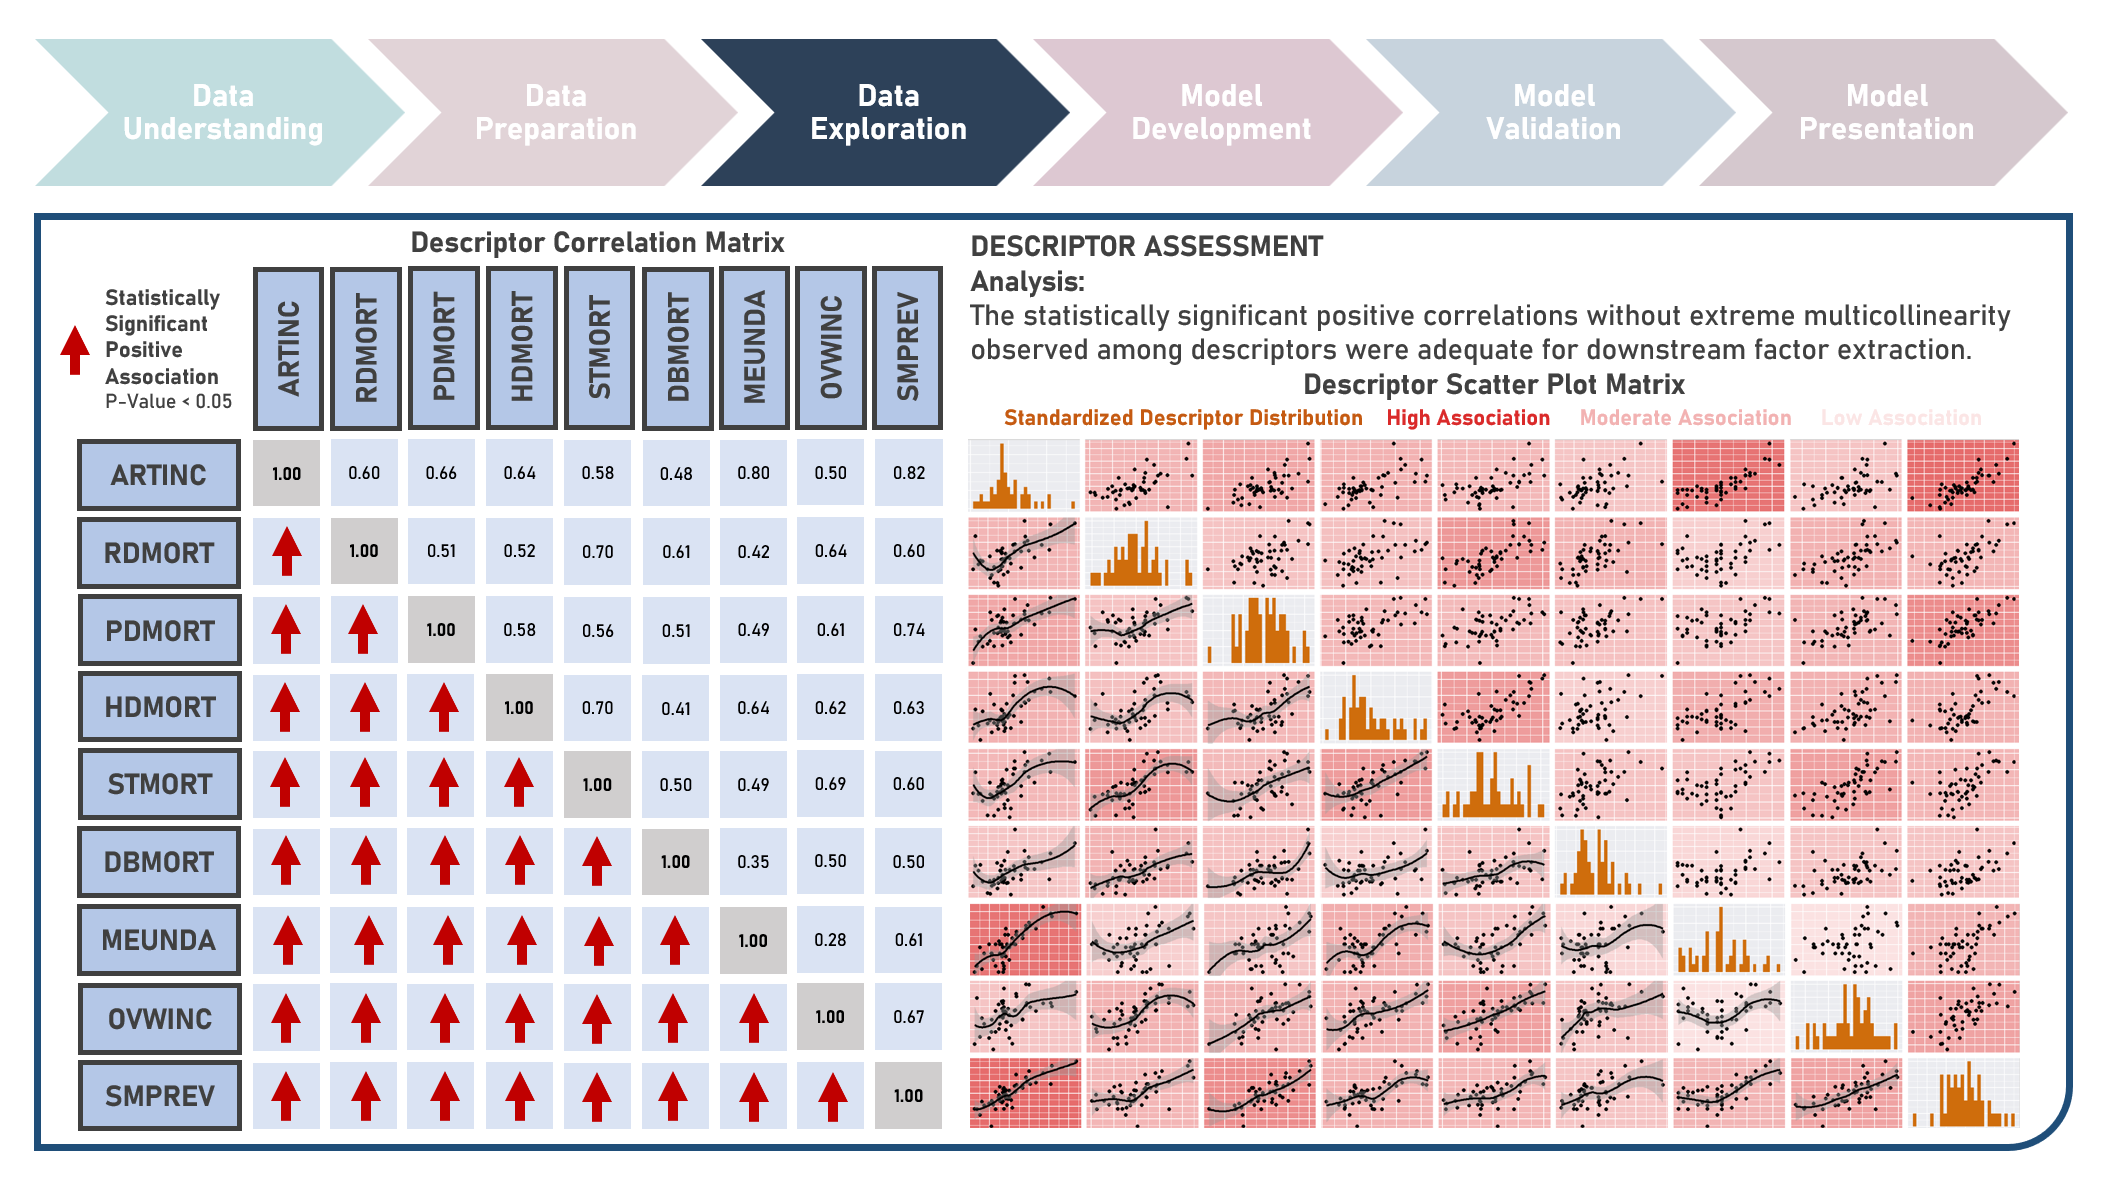 Data
Understanding
Data
Preparation
Data
Exploration
Model
Development
Model
Validation
Model
Presentation
Descriptor Correlation Matrix
Statistically
Significant
Positive
Association
P-Value < 0.05
ARTINC
RDMORT
PDMORT
HDMORT
STMORT
DBMORT
MEUNDA
OVWINC
SMPREV
ARTINC 1.00 0.60 0.66 0.64 0.58 0.48 0.80 0.50 0.82
RDMORT 1.00 0.51 0.52 0.70 0.61 0.42 0.64 0.60
PDMORT 1.00 0.58 0.56 0.51 0.49 0.61 0.74
HDMORT 1.00 0.70 0.41 0.64 0.62 0.63
STMORT 1.00 0.50 0.49 0.69 0.60
DBMORT 1.00 0.35 0.50 0.50
MEUNDA 1.00 0.28 0.61
OVWINC 1.00 0.67
SMPREV 1.00
DESCRIPTOR ASSESSMENT
Analysis:
The statistically significant positive correlations without extreme multicollinearity
observed among descriptors were adequate for downstream factor extraction.
Descriptor Scatter Plot Matrix
Standardized Descriptor Distribution High Association Moderate Association Low Association